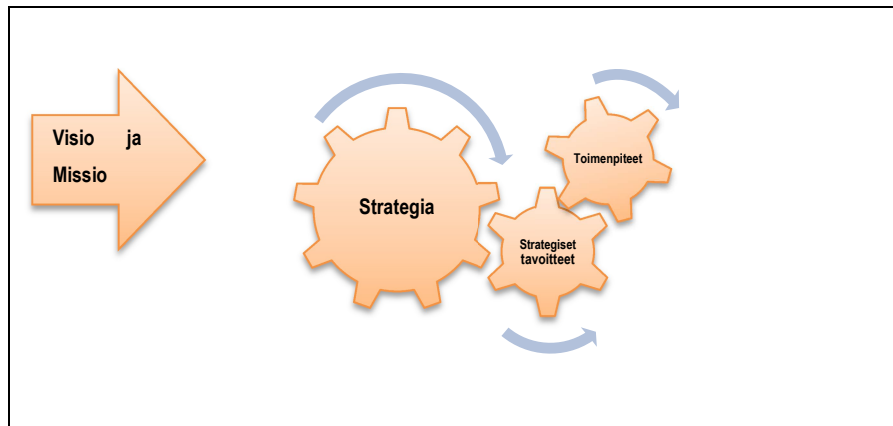 Visio ja
Missio
Strategia
Strategiset
tavoitteet
Toimenpiteet